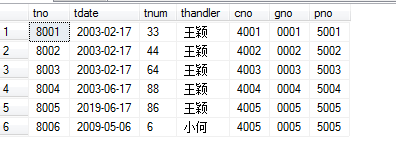 tno tdate tnum thandler cno gno pno
1 8001 2003-02-17 33 王颖 4001 0001 5001
2 8002 2003-02-17 44 王颖 4002 0002 5002
3 8003 2003-02-17 64 王颖 4003 0003 5003
4 8004 2003-06-17 88 王颖 4004 0004 5004
5 8005 2019-06-17 86 王颖 4005 0005 5005
6 8006 2009-05-06 6 小何 4005 0005 5005